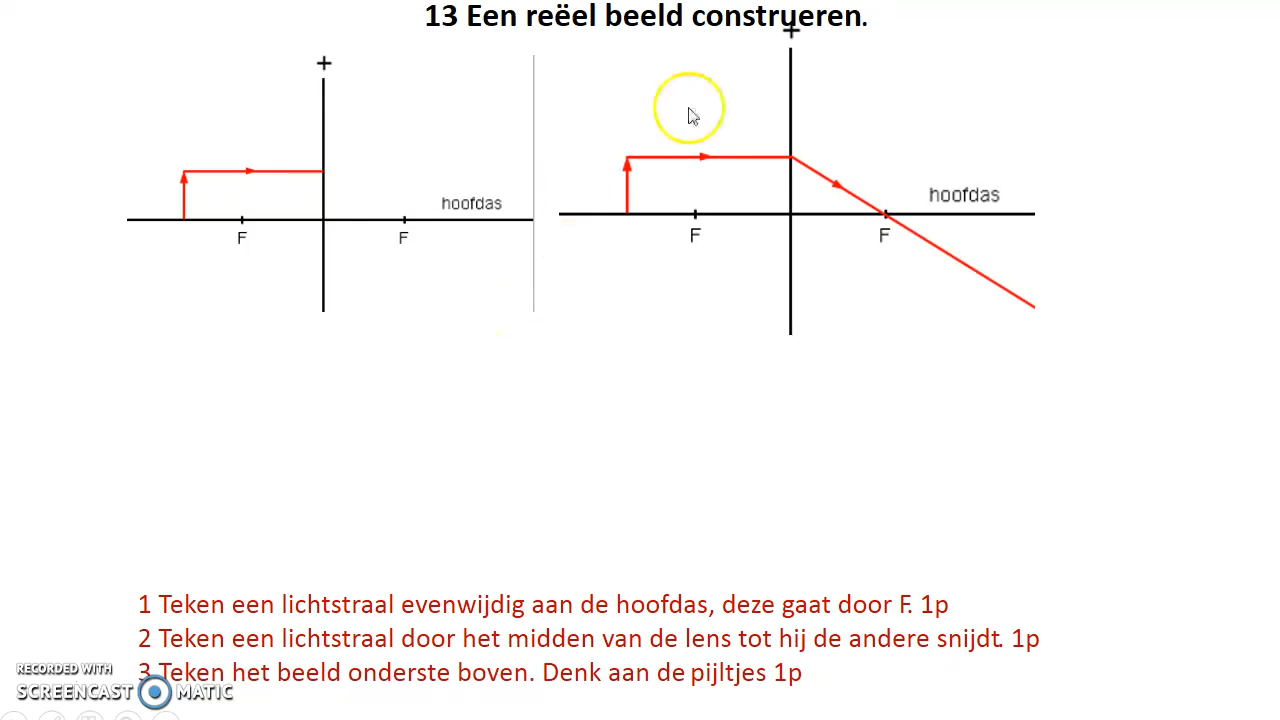 13 Een reëel beeld construeren.
+
hoofdas
F F
+
hoofdas
F F
1 Teken een lichtstraal evenwijdig aan de hoofdas, deze gaat door F. 1p
2 Teken een lichtstraal door het midden van de lens tot hij de andere snijdt. 1p
3 Teken het beeld onderste boven. Denk aan de pijltjes 1p
RECORDED WITH
SCREENCAST MATIC